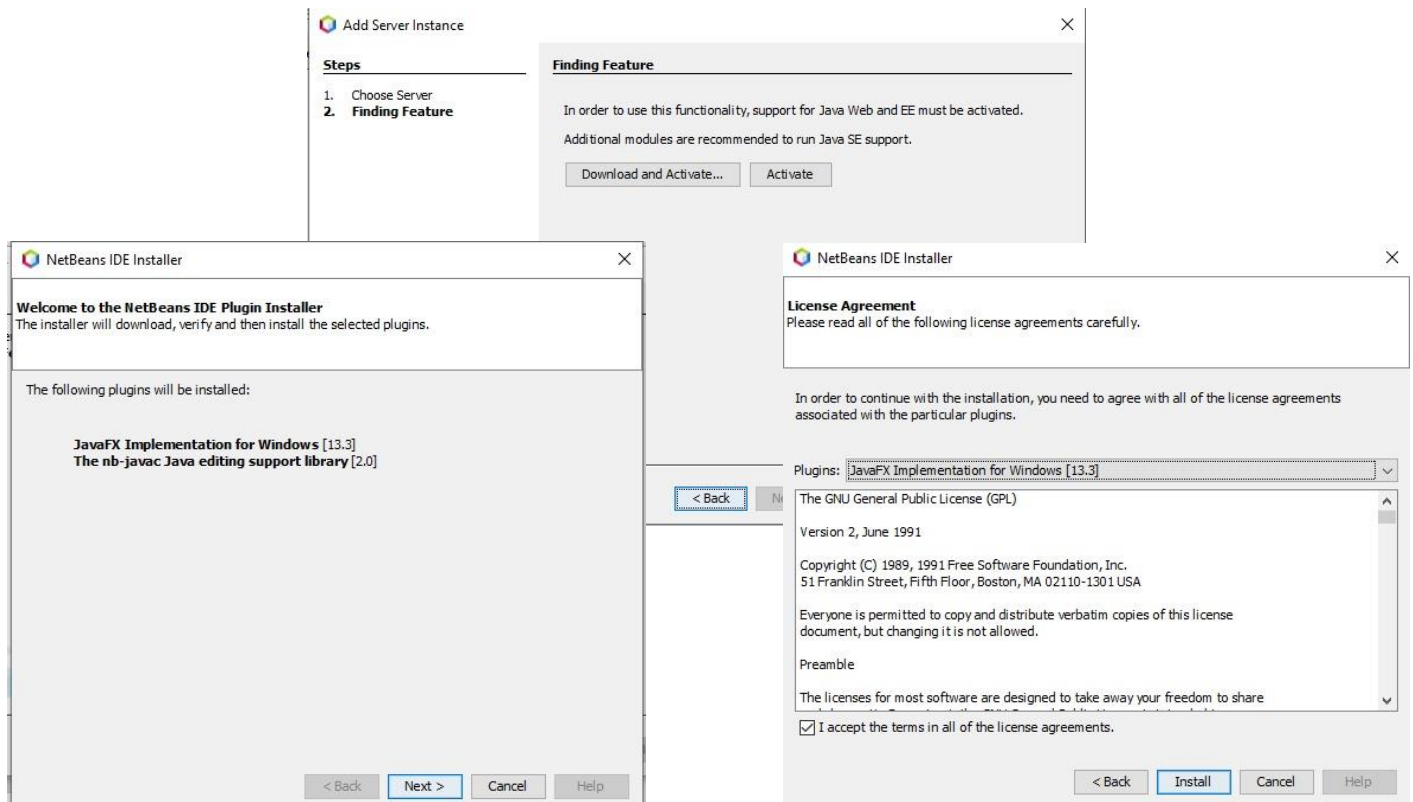 Add Server Instance
Steps
1. Choose Server
2. Finding Feature
Finding Feature
In order to use this functionality, support for Java Web and EE must be activated.
Additional modules are recommended to run Java SE support.
Download and Activate... Activate
< Back
NetBeans IDE Installer
Welcome to the NetBeans IDE Plugin Installer
The installer will download, verify and then install the selected plugins.
The following plugins will be installed:
JavaFX Implementation for Windows [13.3]
The nb-javac Java editing support library [2.0]
< Back Next > Cancel Help
NetBeans IDE Installer
License Agreement
Please read all of the following license agreements carefully.
In order to continue with the installation, you need to agree with all of the license agreements
associated with the particular plugins.
Plugins: JavaFX Implementation for Windows [13.3]
The GNU General Public License (GPL)
Version 2, June 1991
Copyright (C) 1989, 1991 Free Software Foundation, Inc.
51 Franklin Street, Fifth Floor, Boston, MA 02110-1301 USA
Everyone is permitted to copy and distribute verbatim copies of this license
document, but changing it is not allowed.
Preamble
The licenses for most software are designed to take away your freedom to share
I accept the terms in all of the license agreements.
< Back Install Cancel Help